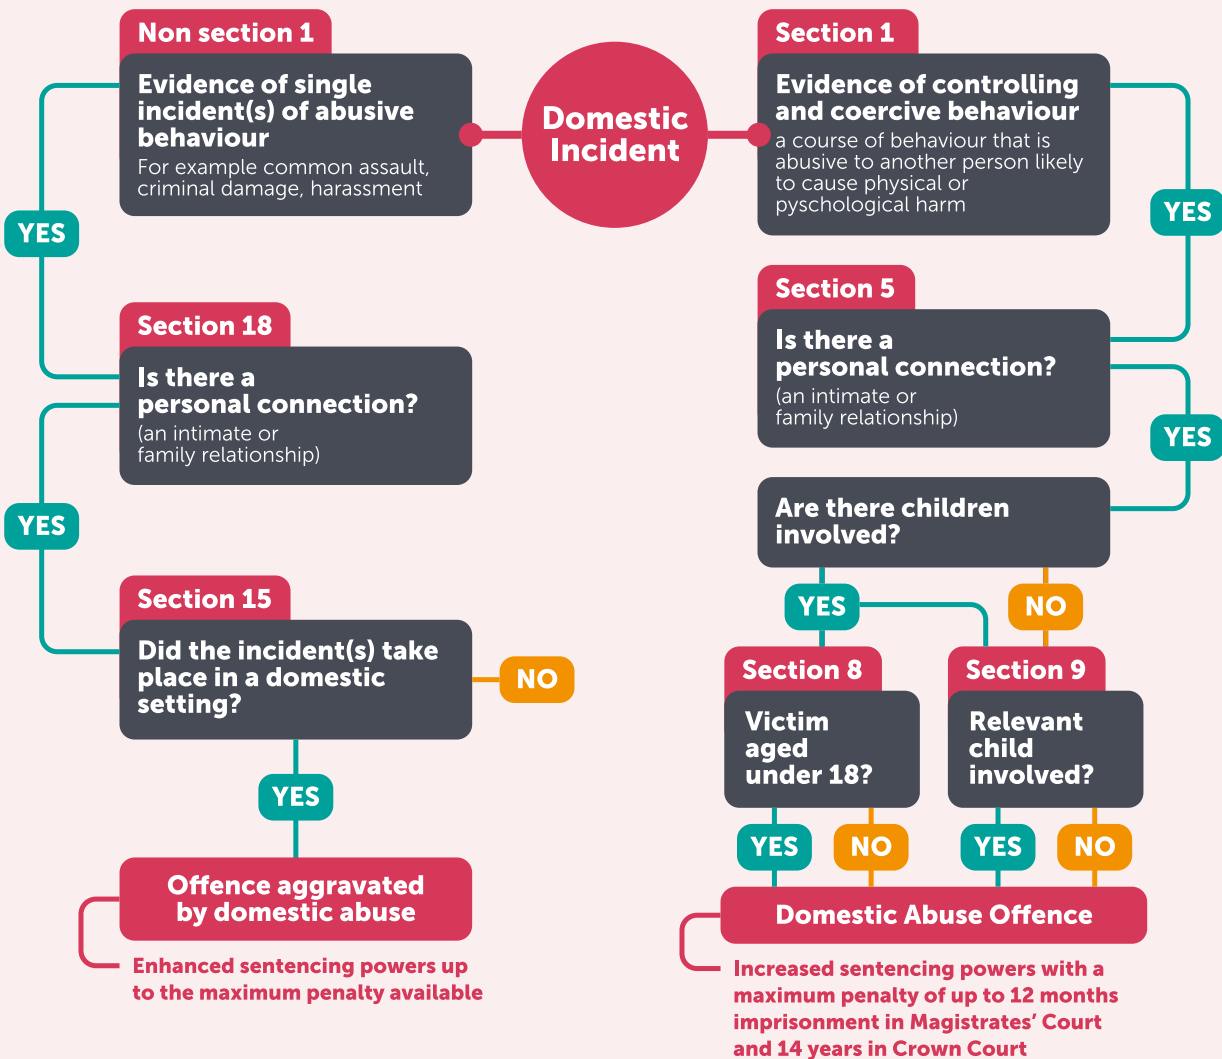 Non section 1
Evidence of single
incident(s) of abusive
behaviour
For example common assault,
criminal damage, harassment
Domestic
Incident
Section 1
Evidence of controlling
and coercive behaviour
a course of behaviour that is
abusive to another person likely
to cause physical or
pyschological harm
YES
YES
Section 18
Is there a
personal connection?
(an intimate or
family relationship)
Section 5
Is there a
personal connection?
(an intimate or
family relationship)
YES
YES
Are there children
involved?
Section 15
Did the incident(s) take
place in a domestic
setting?
NO
YES
NO
Section 8
Victim
aged
under 18?
Section 9
Relevant
child
involved?
YES
YES
NO
YES
NO
Offence aggravated
by domestic abuse
Enhanced sentencing powers up
to the maximum penalty available
Domestic Abuse Offence
Increased sentencing powers with a
maximum penalty of up to 12 months
imprisonment in Magistrates' Court
and 14 years in Crown Court